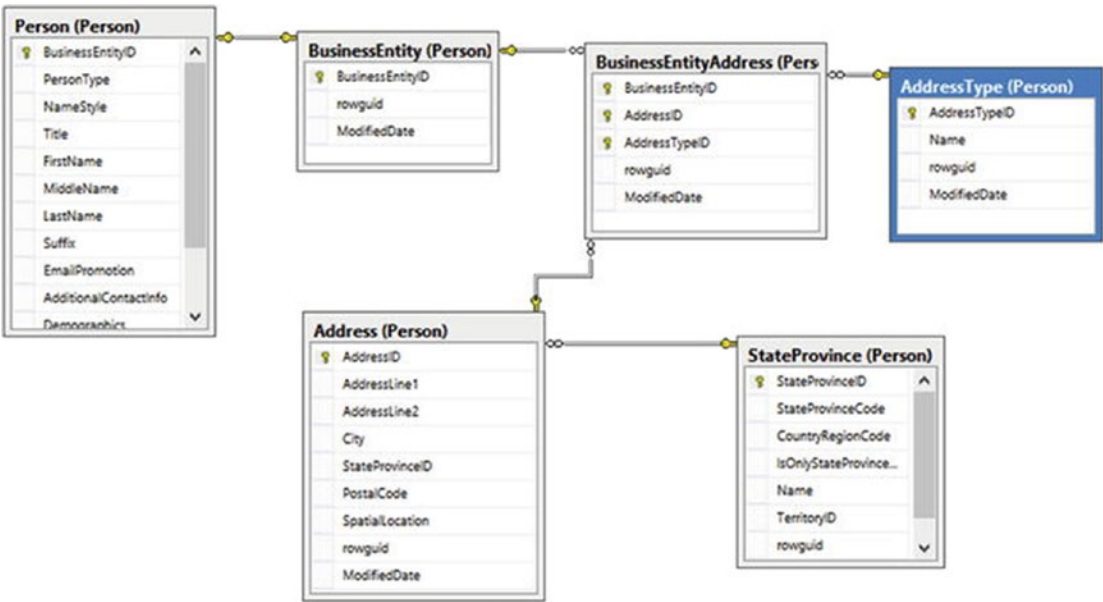 Person (Person)
BusinessEntityID
PersonType
NameStyle
Title
FirstName
MiddleName
LastName
Suffix
EmailPromotion
AdditionalContactInfo
Demographics
BusinessEntity (Person)
BusinessEntityID
rowguid
ModifiedDate
BusinessEntityAddress (Pers
BusinessEntityID
AddressID
AddressTypeID
rowguid
ModifiedDate
AddressType (Person)
AddressTypeID
Name
rowguid
ModifiedDate
Address (Person)
AddressID
AddressLine1
AddressLine2
City
StateProvinceID
PostalCode
SpatialLocation
rowguid
ModifiedDate
StateProvince (Person)
StateProvinceID
StateProvinceCode
CountryRegionCode
IsOnlyStateProvince...
Name
TerritoryID
rowguid